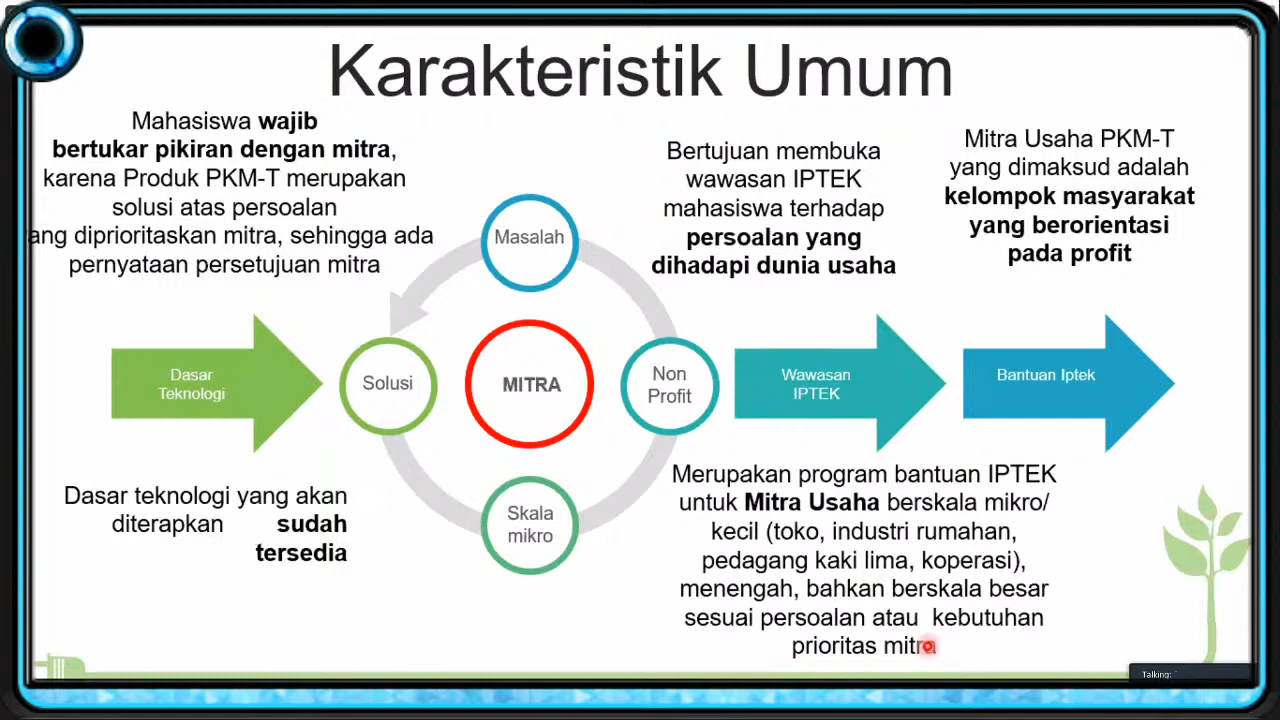 Karakteristik Umum
Mahasiswa wajib
bertukar pikiran dengan mitra,
karena Produk PKM-T merupakan
solusi atas persoalan
ang diprioritaskan mitra, sehingga ada
pernyataan persetujuan mitra
Bertujuan membuka
wawasan IPTEK
mahasiswa terhadap
persoalan yang
dihadapi dunia usaha
Mitra Usaha PKM-T
yang dimaksud adalah
kelompok masyarakat
yang berorientasi
pada profit
Dasar
Teknologi
Masalah
Solusi
MITRA
Non
Profit
Skala
mikro
Wawasan
IPTEK
Bantuan Iptek
Dasar teknologi yang akan
diterapkan sudah
tersedia
Merupakan program bantuan IPTEK
untuk Mitra Usaha berskala mikro/
kecil (toko, industri rumahan,
pedagang kaki lima, koperasi),
menengah, bahkan berskala besar
sesuai persoalan atau kebutuhan
prioritas mitra
Talking: